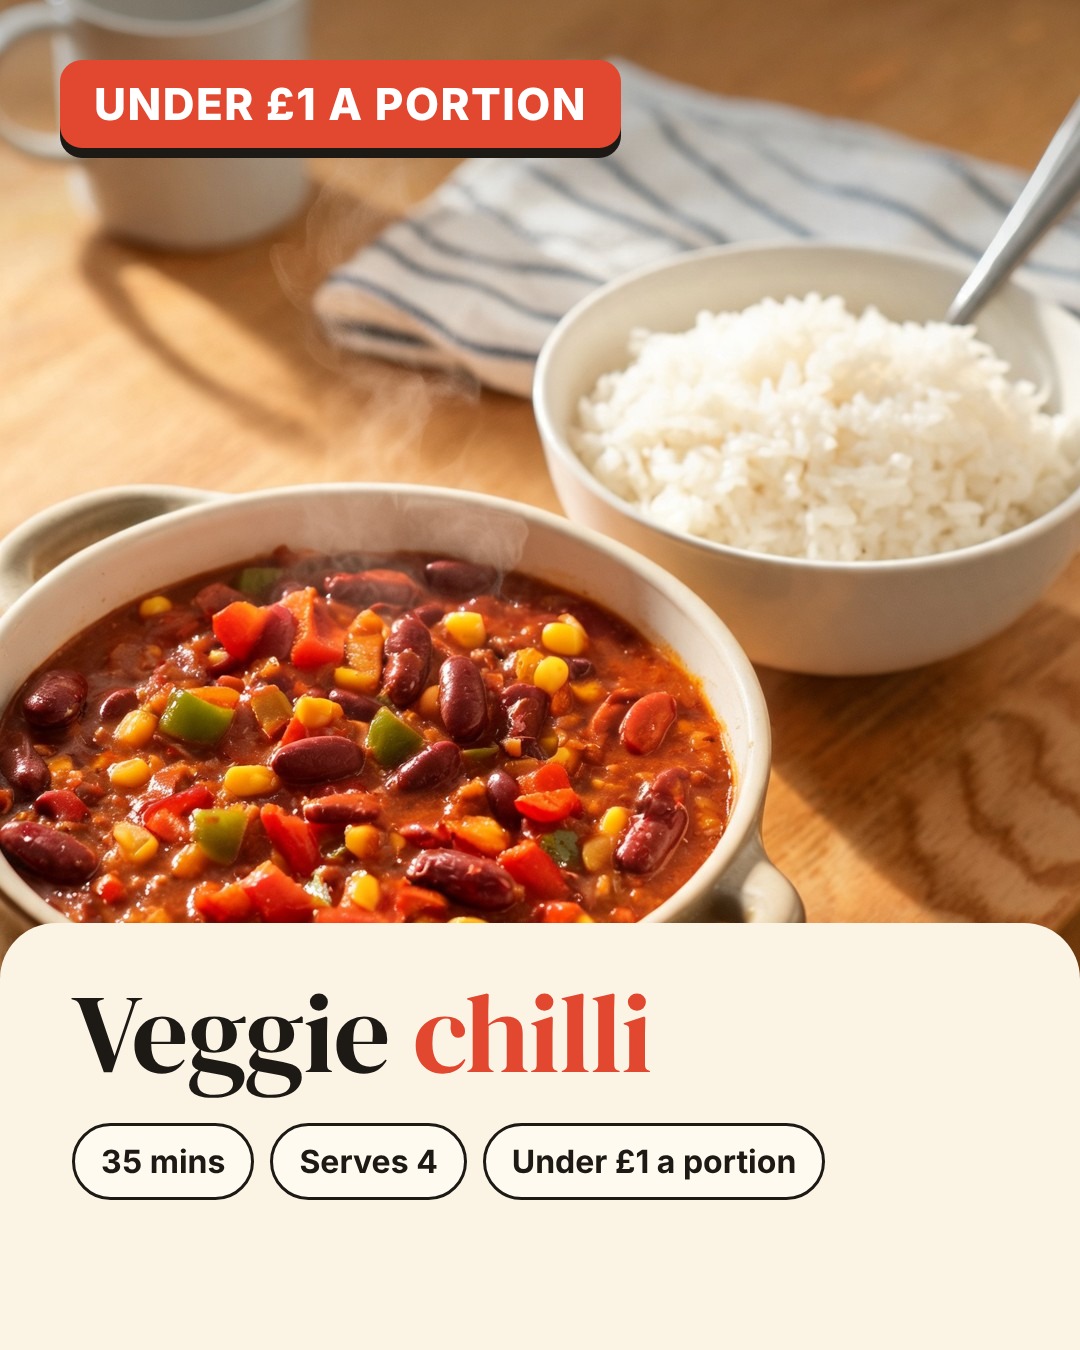 UNDER £1 A PORTION
Veggie chilli
35 mins
Serves 4
Under £1 a portion